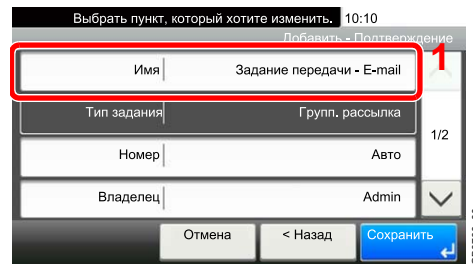 Выбрать пункт, который хотите изменить. 10:10
Добавить - Подтверждение
1
Имя Задание передачи - E-mail
Тип задания Групп. рассылка
1/2
Номер Авто
Владелец Admin
Отмена < Назад Сохранить